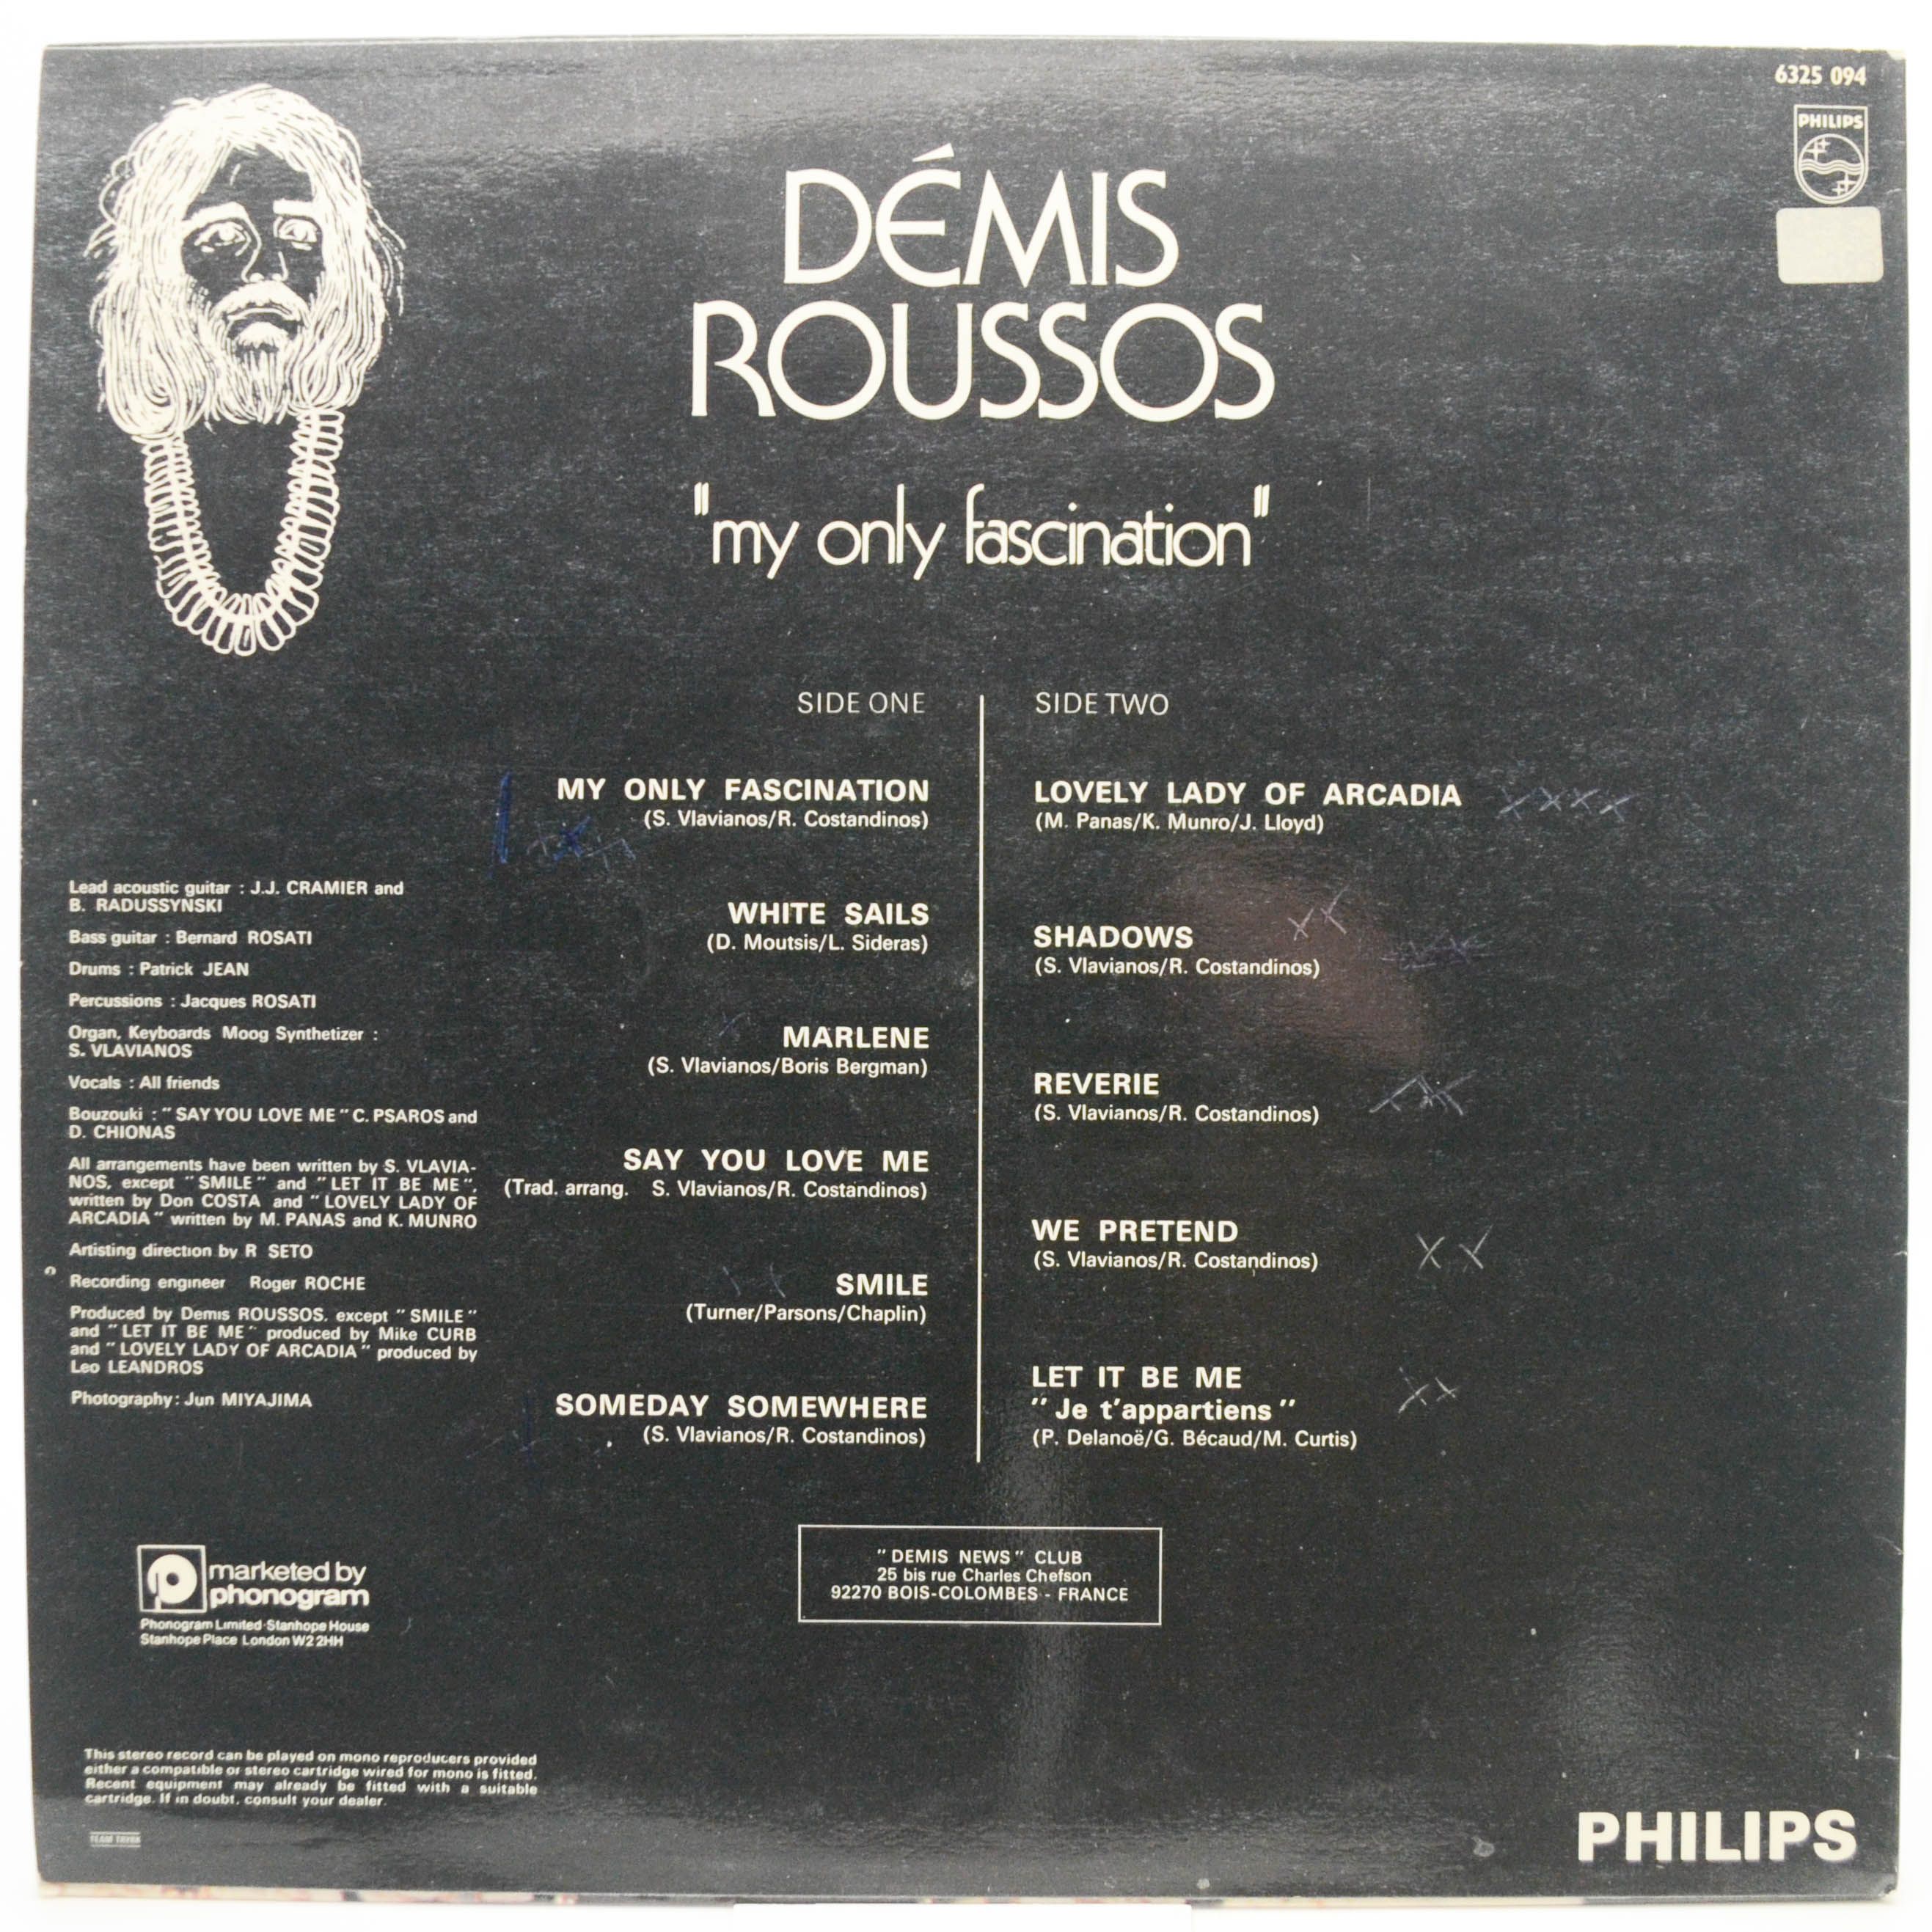 6325 094
PHILIPS
DÉMIS
ROUSSOS
"my only fascination"
SIDE ONE
MY ONLY FASCINATION
(S. Vlavianos/R. Costandinos)
WHITE SAILS
(D. Moutsis/L. Sideras)
MARLENE
(S. Vlavianos/Boris Bergman)
SAY YOU LOVE ME
(Trad. arrang. S. Vlavianos/R. Costandinos)
SMILE
(Turner/Parsons/Chaplin)
SOMEDAY SOMEWHERE
(S. Vlavianos/R. Costandinos)
SIDE TWO
LOVELY LADY OF ARCADIA xxxx
(M. Panas/K. Munro/J. Lloyd)
SHADOWS xx
(S. Vlavianos/R. Costandinos)
REVERIE
(S. Vlavianos/R. Costandinos)
WE PRETEND xx
(S. Vlavianos/R. Costandinos)
LET IT BE ME
"Je t'appartiens" xx
(P. Delanoë/G. Bécaud/M. Curtis)
Lead acoustic guitar : J.J. CRAMIER and
B. RADUSSYNSKI
Bass guitar : Bernard ROSATI
Drums : Patrick JEAN
Percussions : Jacques ROSATI
Organ, Keyboards Moog Synthetizer :
S. VLAVIANOS
Vocals : All friends
Bouzouki : "SAY YOU LOVE ME" C. PSAROS and
D. CHIONAS
All arrangements have been written by S. VLAVIA-
NOS, except "SMILE" and "LET IT BE ME",
written by Don COSTA and "LOVELY LADY OF
ARCADIA" written by M. PANAS and K. MUNRO
Artisting direction by R SETO
Recording engineer Roger ROCHE
Produced by Demis ROUSSOS, except "SMILE"
and "LET IT BE ME" produced by Mike CURB
and "LOVELY LADY OF ARCADIA" produced by
Leo LEANDROS
Photography : Jun MIYAJIMA
marketed by
phonogram
Phonogram Limited·Stanhope House
Stanhope Place London W2 2HH
"DEMIS NEWS" CLUB
25 bis rue Charles Chefson
92270 BOIS-COLOMBES - FRANCE
This stereo record can be played on mono reproducers provided
either a compatible or stereo cartridge wired for mono is fitted.
Recent equipment may already be fitted with a suitable
cartridge. If in doubt, consult your dealer.
PHILIPS